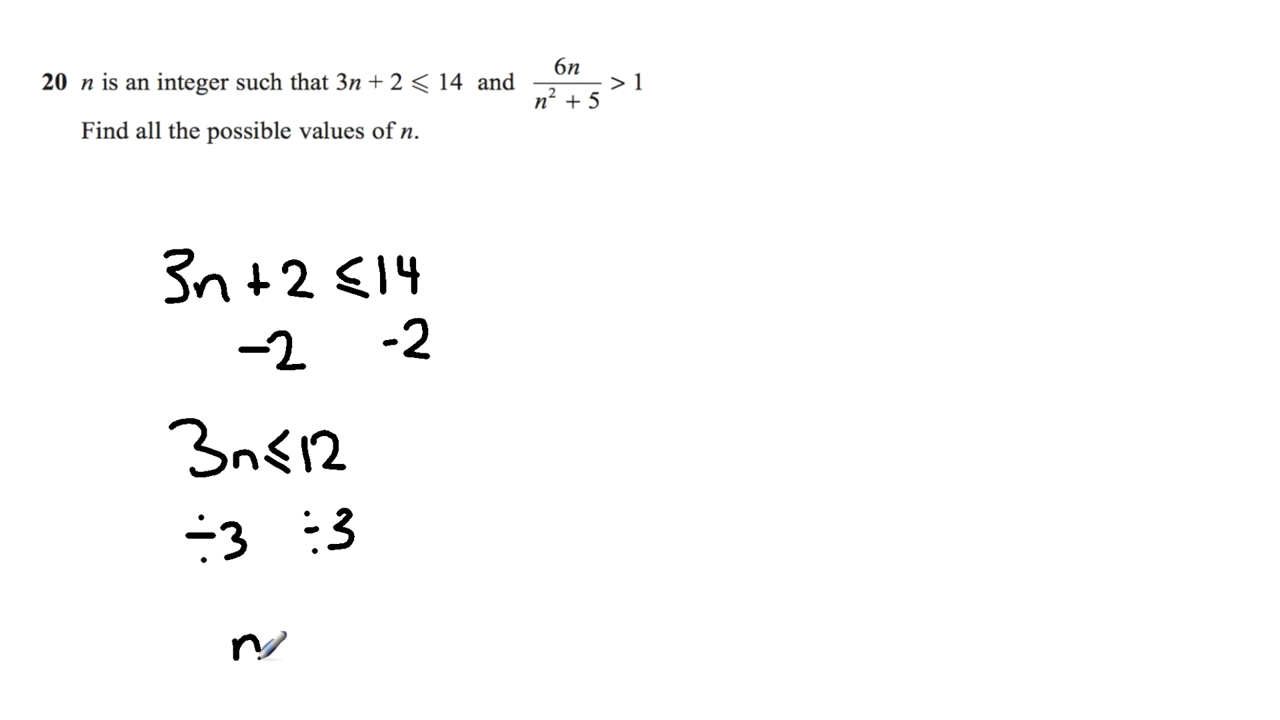 20 n is an integer such that 3n + 2 ⩽ 14 and 6n / (n² + 5) > 1
Find all the possible values of n.
3n + 2 ⩽ 14
-2 -2
3n ⩽ 12
÷3 ÷3
n